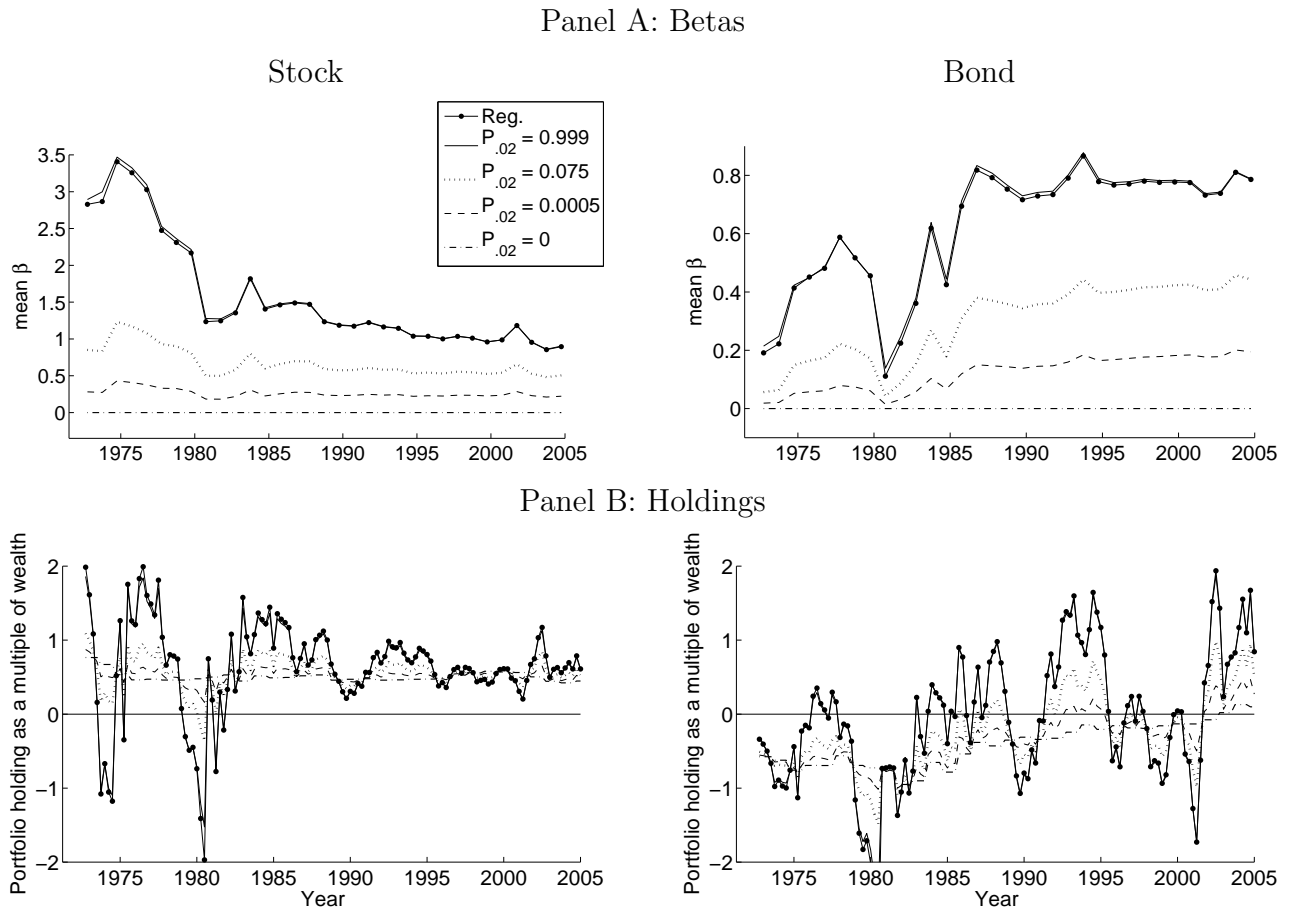 Panel A: Betas
Stock
Bond
Reg.
P.02 = 0.999
P.02 = 0.075
P.02 = 0.0005
P.02 = 0
3.5
3
2.5
2
1.5
1
0.5
0
mean β
1975 1980 1985 1990 1995 2000 2005
0.8
0.6
0.4
0.2
0
mean β
1975 1980 1985 1990 1995 2000 2005
Panel B: Holdings
2
1
0
−1
−2
Portfolio holding as a multiple of wealth
1975 1980 1985 1990 1995 2000 2005
Year
2
1
0
−1
−2
Portfolio holding as a multiple of wealth
1975 1980 1985 1990 1995 2000 2005
Year